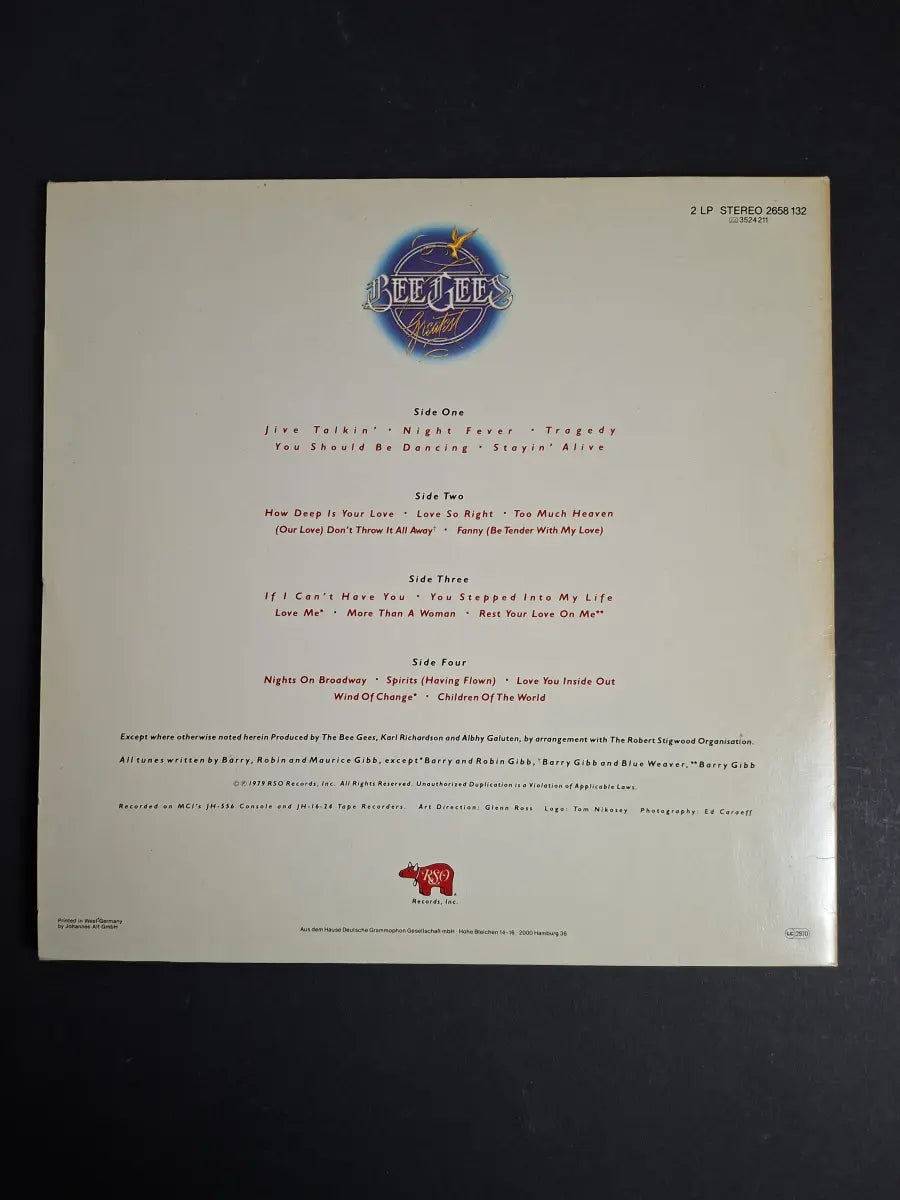 2 LP STEREO 2658 132
3524 211
BEE GEES
Greatest
Side One
Jive Talkin' · Night Fever · Tragedy
You Should Be Dancing · Stayin' Alive
Side Two
How Deep Is Your Love · Love So Right · Too Much Heaven
(Our Love) Don't Throw It All Away† · Fanny (Be Tender With My Love)
Side Three
If I Can't Have You · You Stepped Into My Life
Love Me* · More Than A Woman · Rest Your Love On Me**
Side Four
Nights On Broadway · Spirits (Having Flown) · Love You Inside Out
Wind Of Change* · Children Of The World
Except where otherwise noted herein Produced by The Bee Gees, Karl Richardson and Albhy Galuten, by arrangement with The Robert Stigwood Organisation.
All tunes written by Barry, Robin and Maurice Gibb, except *Barry and Robin Gibb, †Barry Gibb and Blue Weaver, **Barry Gibb
©℗ 1979 RSO Records, Inc. All Rights Reserved. Unauthorized Duplication is a Violation of Applicable Laws.
Recorded on MCI's JH-556 Console and JH-16-24 Tape Recorders. Art Direction: Glenn Ross Logo: Tom Nikosey Photography: Ed Caraeff
RSO
Records, Inc.
Printed in West Germany
by Johannes Alt GmbH
Aus dem Hause Deutsche Grammophon Gesellschaft mbH · Hohe Bleichen 14-16 · 2000 Hamburg 36
LC 2970